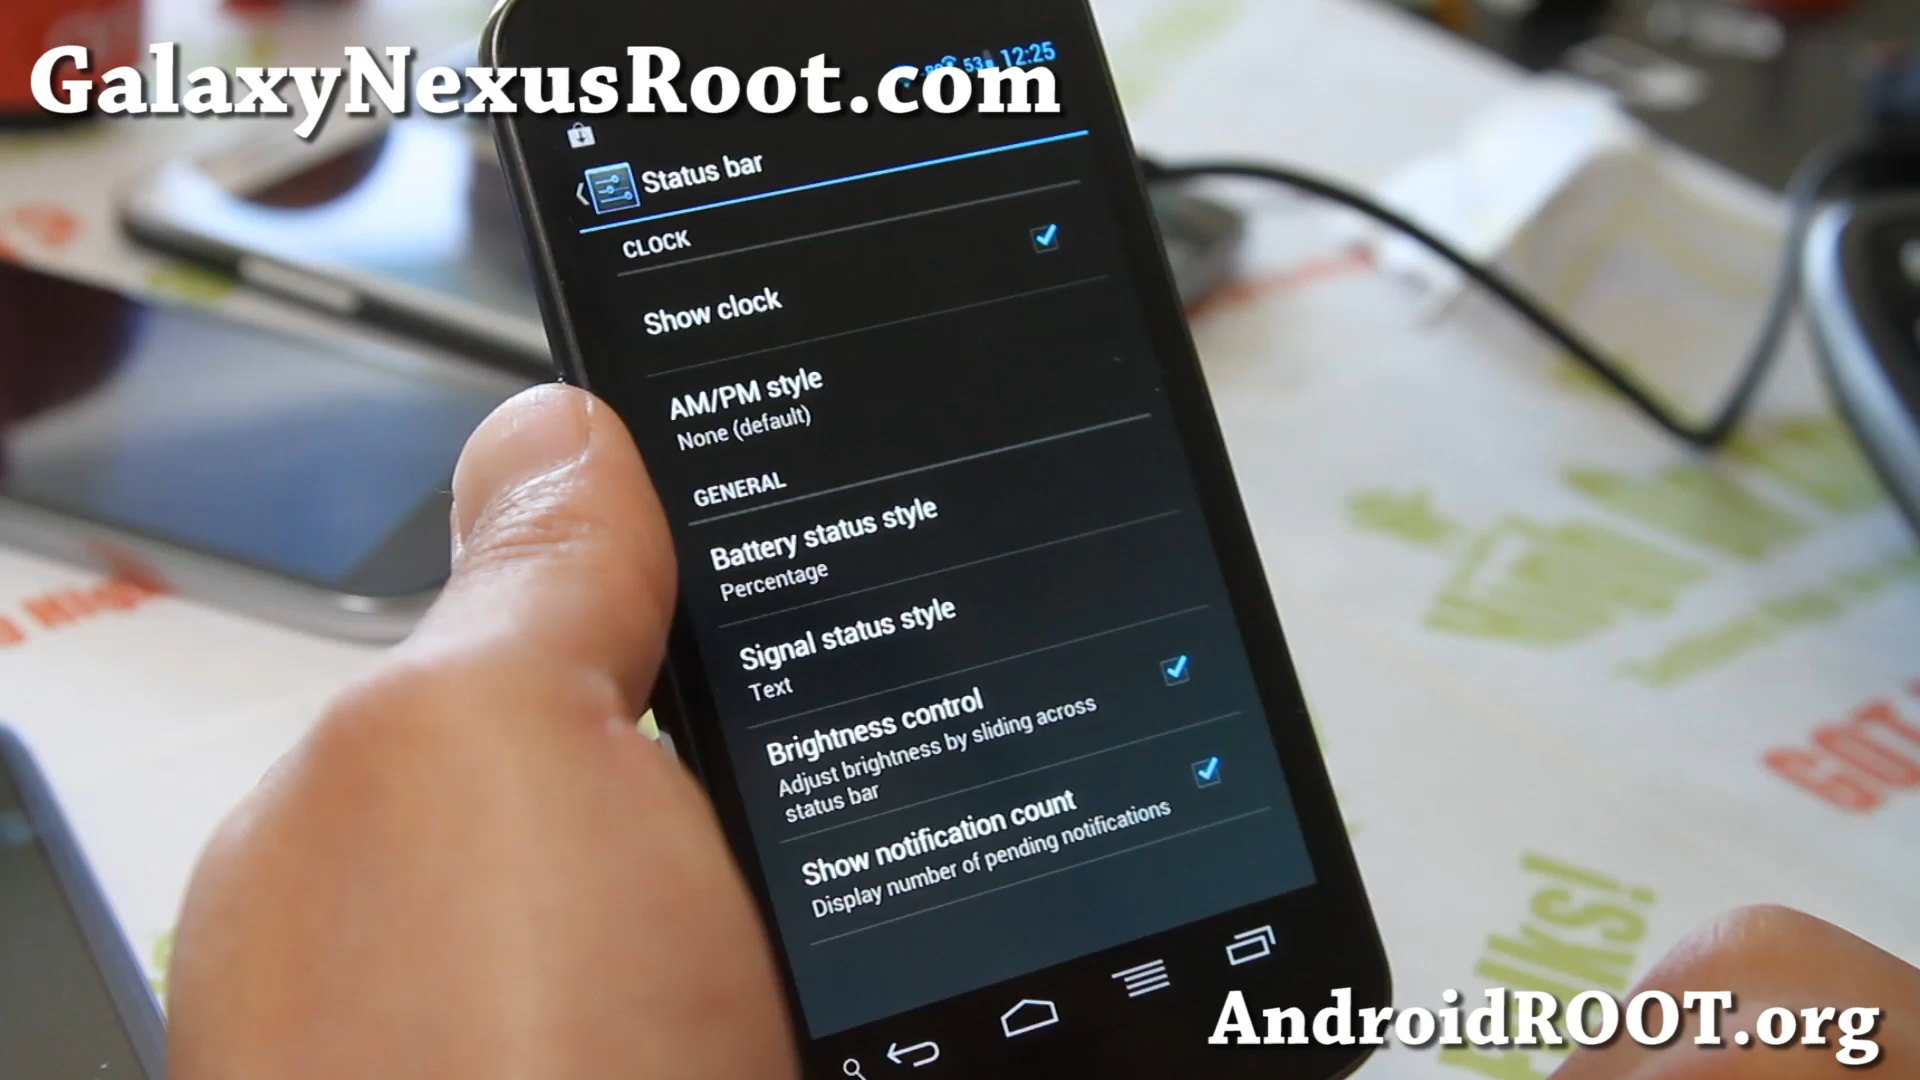 GalaxyNexusRoot.com
53 12:25
Status bar
CLOCK
Show clock
AM/PM style
None (default)
GENERAL
Battery status style
Percentage
Signal status style
Text
Brightness control
Adjust brightness by sliding across
status bar
Show notification count
Display number of pending notifications
GOT
AndroidROOT.org